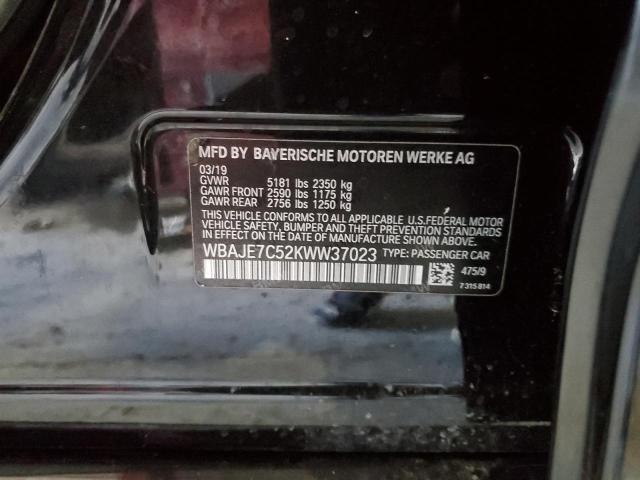 MFD BY BAYERISCHE MOTOREN WERKE AG
03/19
GVWR 5181 lbs 2350 kg
GAWR FRONT 2590 lbs 1175 kg
GAWR REAR 2756 lbs 1250 kg
THIS VEHICLE CONFORMS TO ALL APPLICABLE U.S.FEDERAL MOTOR
VEHICLE SAFETY, BUMPER AND THEFT PREVENTION STANDARDS
IN EFFECT ON THE DATE OF MANUFACTURE SHOWN ABOVE.
WBAJE7C52KWW37023 TYPE: PASSENGER CAR
475/9
7315814